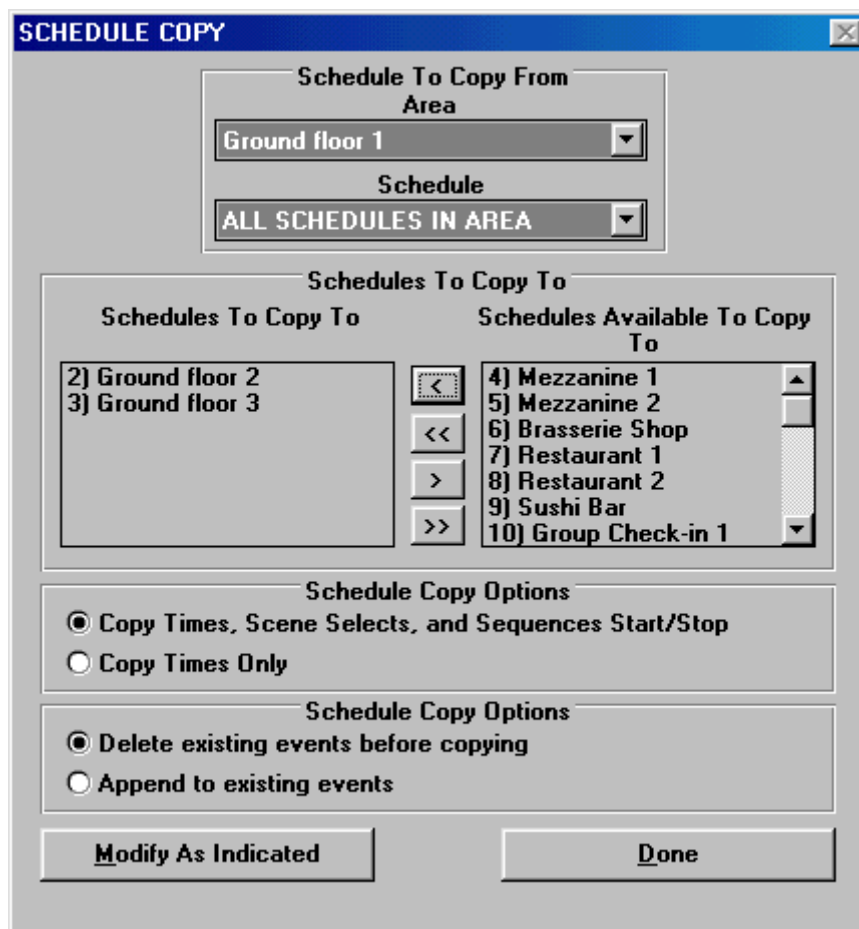 SCHEDULE COPY
Schedule To Copy From
Area
Ground floor 1
Schedule
ALL SCHEDULES IN AREA
Schedules To Copy To
Schedules To Copy To
2) Ground floor 2
3) Ground floor 3
<
<<
>
>>
Schedules Available To Copy
To
4) Mezzanine 1
5) Mezzanine 2
6) Brasserie Shop
7) Restaurant 1
8) Restaurant 2
9) Sushi Bar
10) Group Check-in 1
Schedule Copy Options
Copy Times, Scene Selects, and Sequences Start/Stop
Copy Times Only
Schedule Copy Options
Delete existing events before copying
Append to existing events
Modify As Indicated
Done